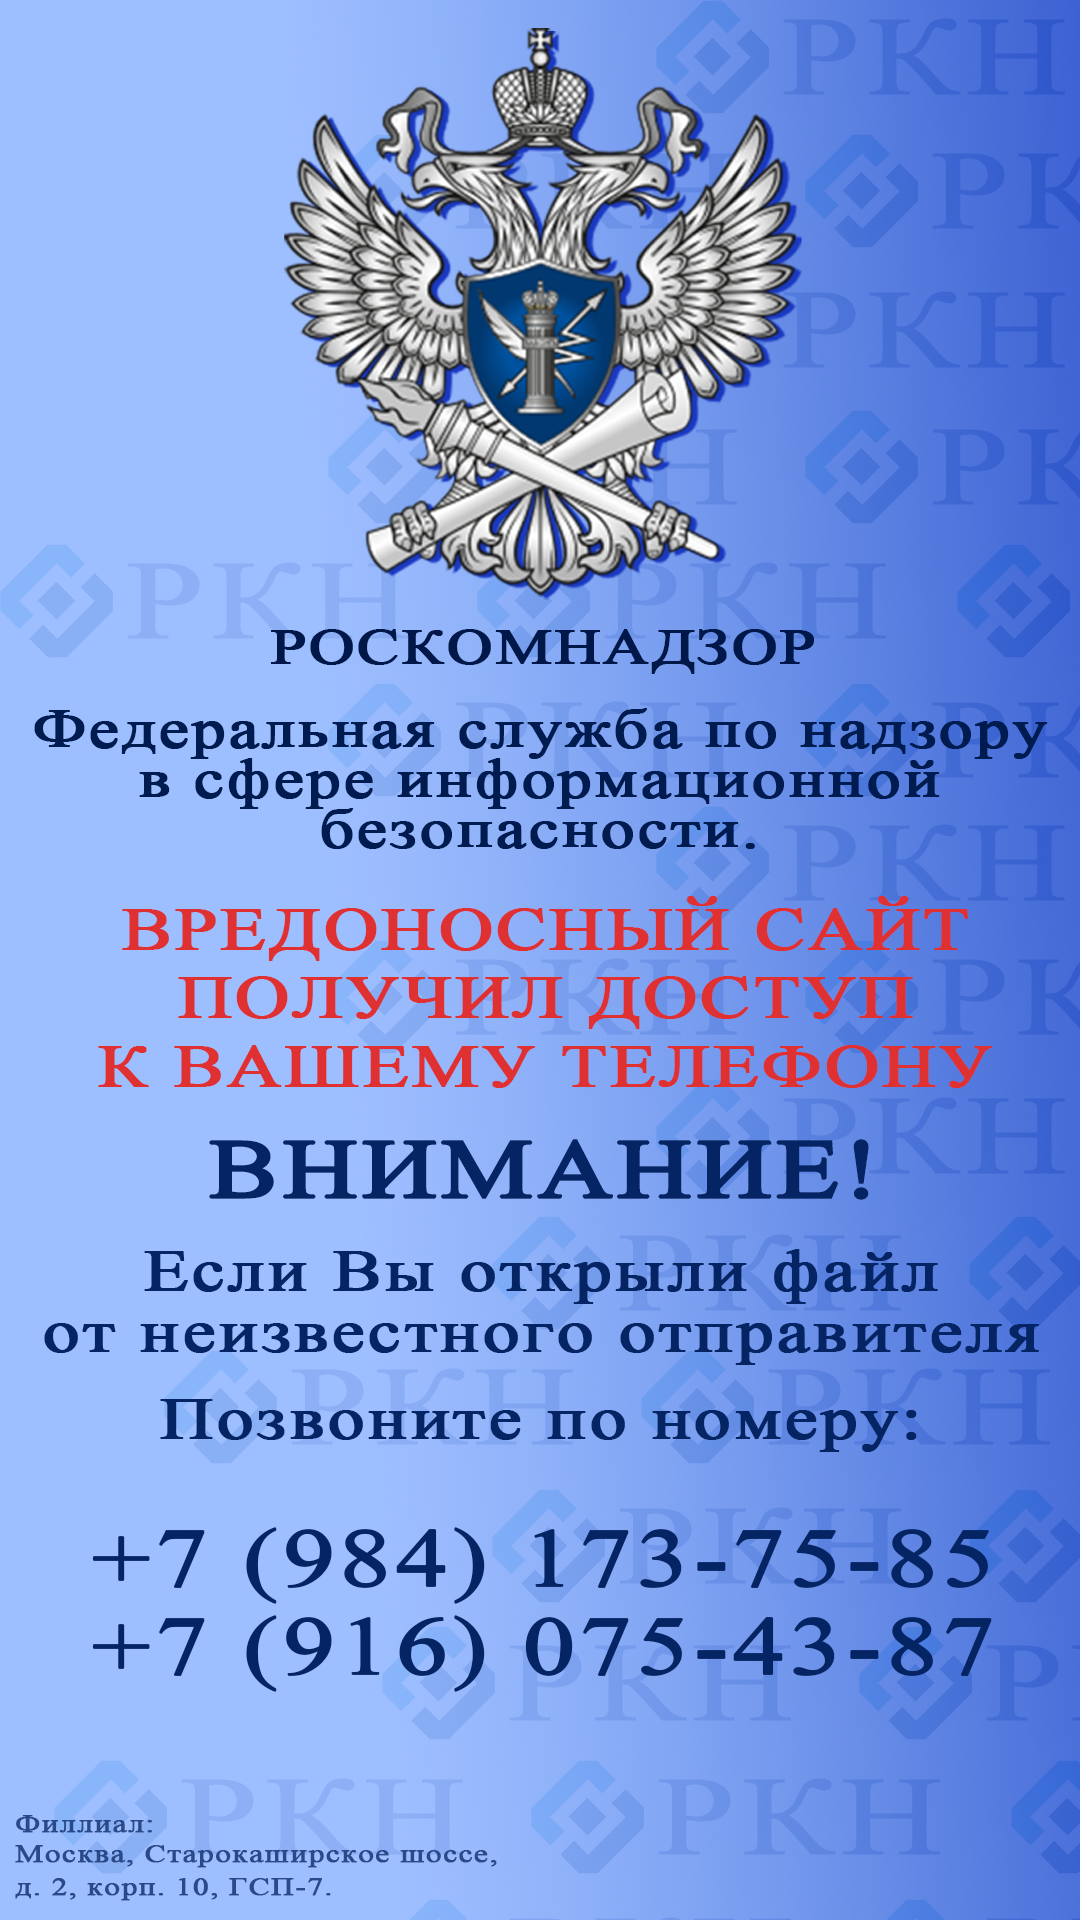 РОСКОМНАДЗОР
Федеральная служба по надзору
в сфере информационной
безопасности.
ВРЕДОНОСНЫЙ САЙТ
ПОЛУЧИЛ ДОСТУП
К ВАШЕМУ ТЕЛЕФОНУ
ВНИМАНИЕ!
Если Вы открыли файл
от неизвестного отправителя
Позвоните по номеру:
+7 (984) 173-75-85
+7 (916) 075-43-87
Филлиал:
Москва, Старокаширское шоссе,
д. 2, корп. 10, ГСП-7.
РКН